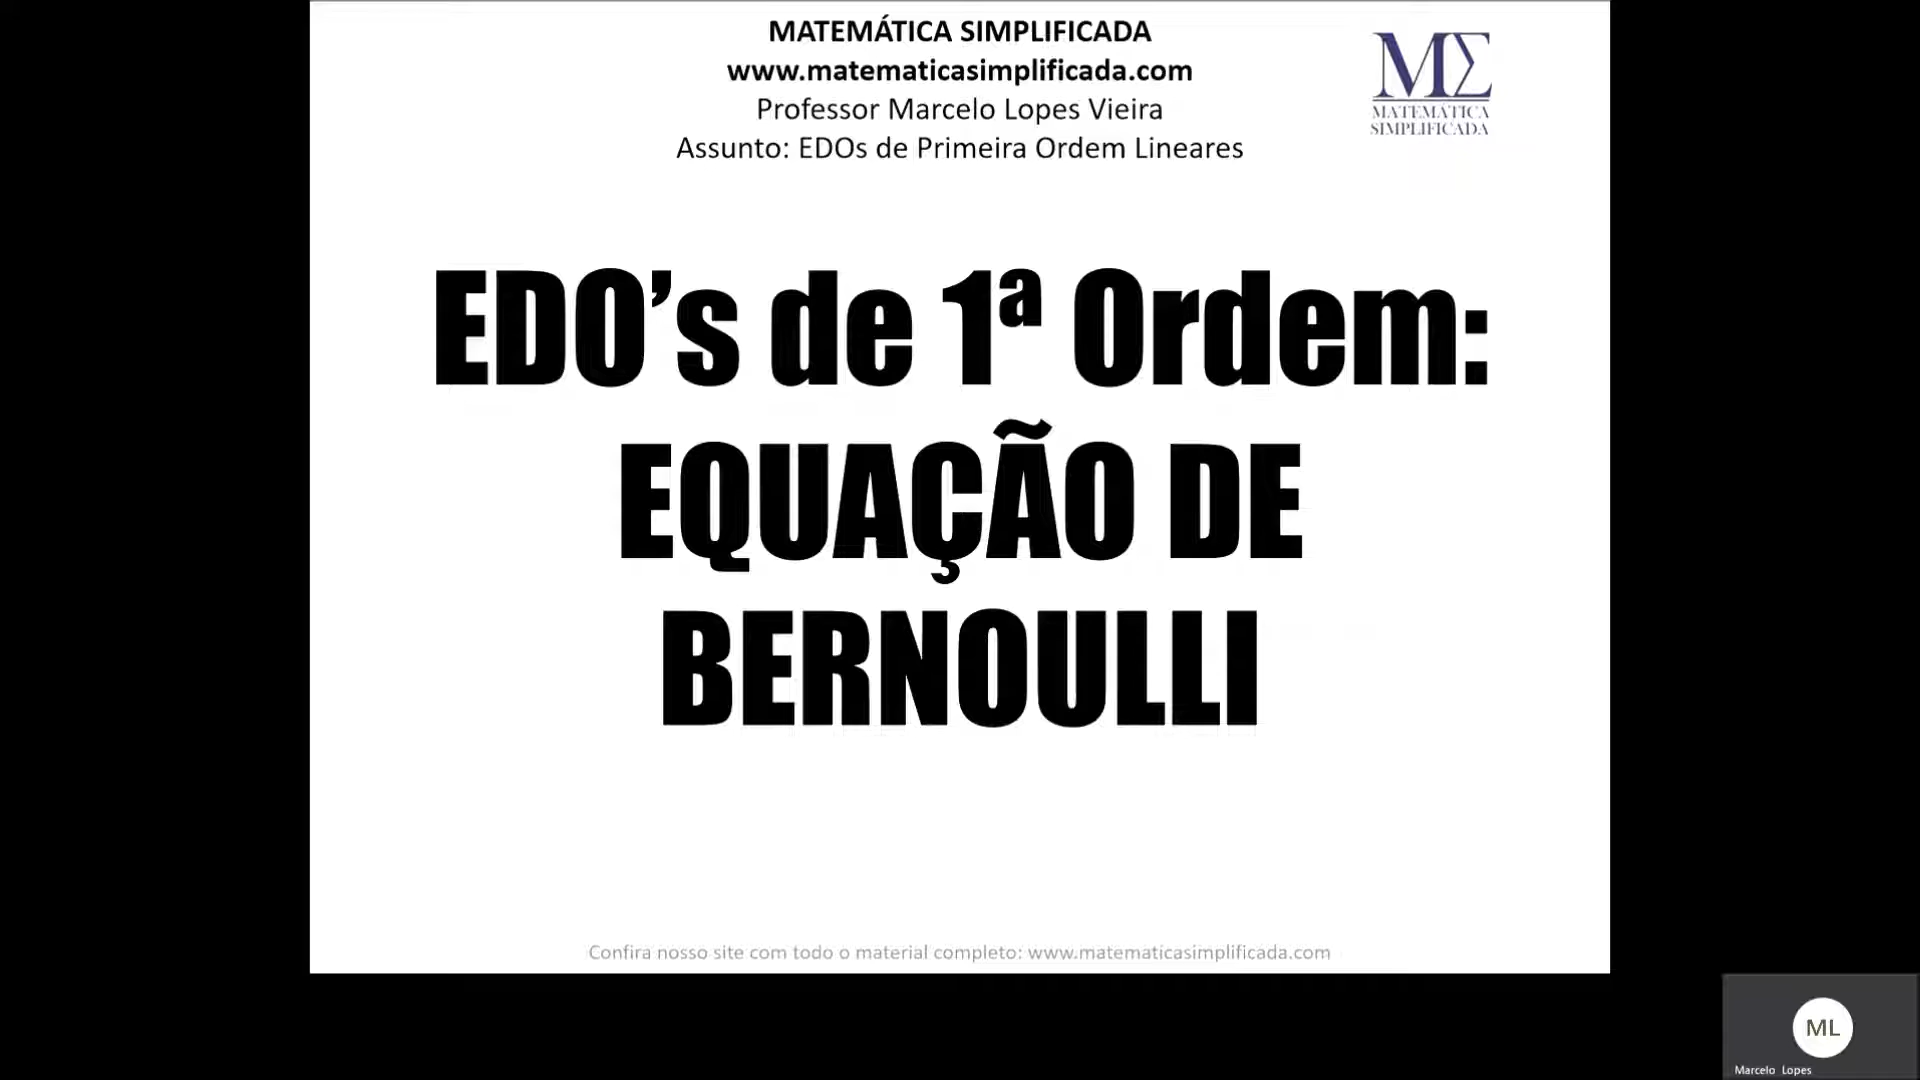 MATEMÁTICA SIMPLIFICADA
www.matematicasimplificada.com
Professor Marcelo Lopes Vieira
Assunto: EDOs de Primeira Ordem Lineares
MΣ
MATEMÁTICA
SIMPLIFICADA
EDO’s de 1ª Ordem:
EQUAÇÃO DE
BERNOULLI
Confira nosso site com todo o material completo: www.matematicasimplificada.com
ML
Marcelo Lopes